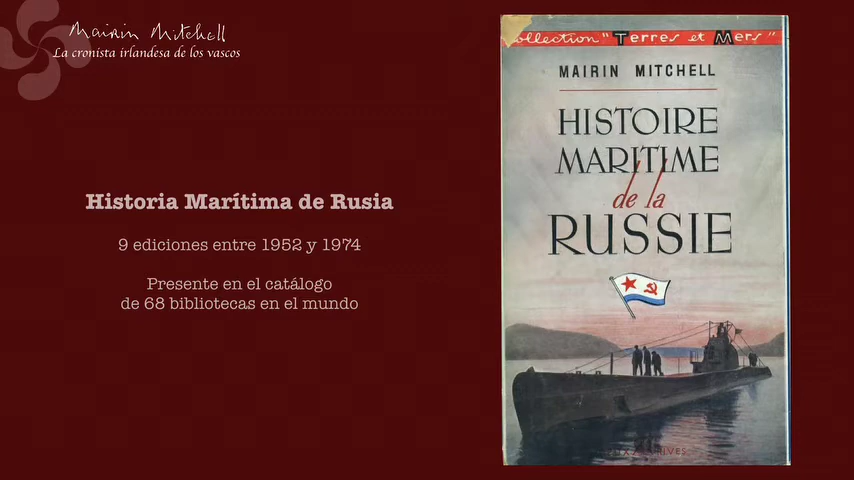 Mairin Mitchell
La cronista irlandesa de los vascos
Historia Marítima de Rusia
9 ediciones entre 1952 y 1974
Presente en el catálogo
de 68 bibliotecas en el mundo
ollection "Terres et Mers"
MAIRIN MITCHELL
HISTOIRE
MARITIME
de la
RUSSIE